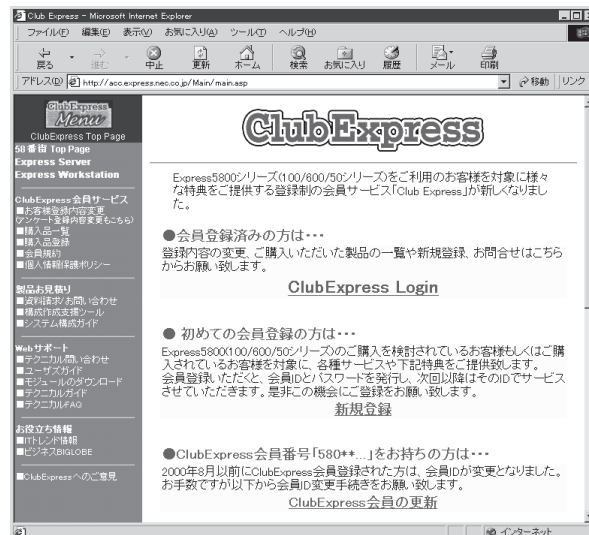 Club Express - Microsoft Internet Explorer
ファイル(F) 編集(E) 表示(V) お気に入り(A) ツール(T) ヘルプ(H)
戻る 進む 中止 更新 ホーム 検索 お気に入り 履歴 メール 印刷
アドレス(D) http://acc.express.nec.co.jp/Main/main.asp 移動 リンク
ClubExpress
Menu
ClubExpress Top Page
58番街 Top Page
Express Server
Express Workstation
ClubExpress会員サービス
■お客様登録内容変更
(アンケート登録内容変更もこちら)
■購入品一覧
■購入品登録
■会員規約
■個人情報保護ポリシー
製品お見積り
■資料請求/お問い合わせ
■構成作成支援ツール
■システム構成ガイド
Webサポート
■テクニカル問い合わせ
■ユーザズガイド
■モジュールのダウンロード
■テクニカルガイド
■テクニカルFAQ
お役立ち情報
■ITトレンド情報
■ビジネスBIGLOBE
■ClubExpressへのご意見
ClubExpress
Express5800シリーズ(100/600/50シリーズ)をご利用のお客様を対象に様々
な特典をご提供する登録制の会員サービス「Club Express」が新しくなりまし
た。
●会員登録済みの方は・・・
登録内容の変更、ご購入いただいた製品の一覧や新規登録、お問合せはこちら
からお願い致します。
ClubExpress Login
● 初めての会員登録の方は・・・
Express5800(100/600/50シリーズ)のご購入を検討されているお客様もしくはご購
入されているお客様を対象に、各種サービスや下記特典をご提供致します。
会員登録いただくと、会員IDとパスワードを発行し、次回以降はそのIDでサービス
させていただきます。是非この機会にご登録をお願い致します。
新規登録
●ClubExpress会員番号「580**...」をお持ちの方は・・・
2000年8月以前にClubExpress会員登録された方は、会員IDが変更となりました。
お手数ですが以下から会員ID変更手続きをお願い致します。
ClubExpress会員の更新
インターネット